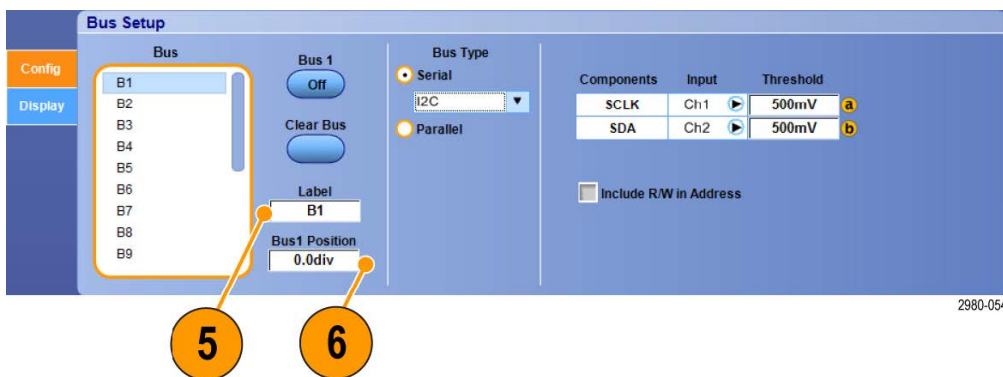 Bus Setup
Config
Display
Bus
B1
B2
B3
B4
B5
B6
B7
B8
B9
Bus 1
Off
Clear Bus
Label
B1
Bus1 Position
0.0div
Bus Type
Serial
I2C
Parallel
Components Input Threshold
SCLK Ch1 500mV a
SDA Ch2 500mV b
Include R/W in Address
5
6
2980-054